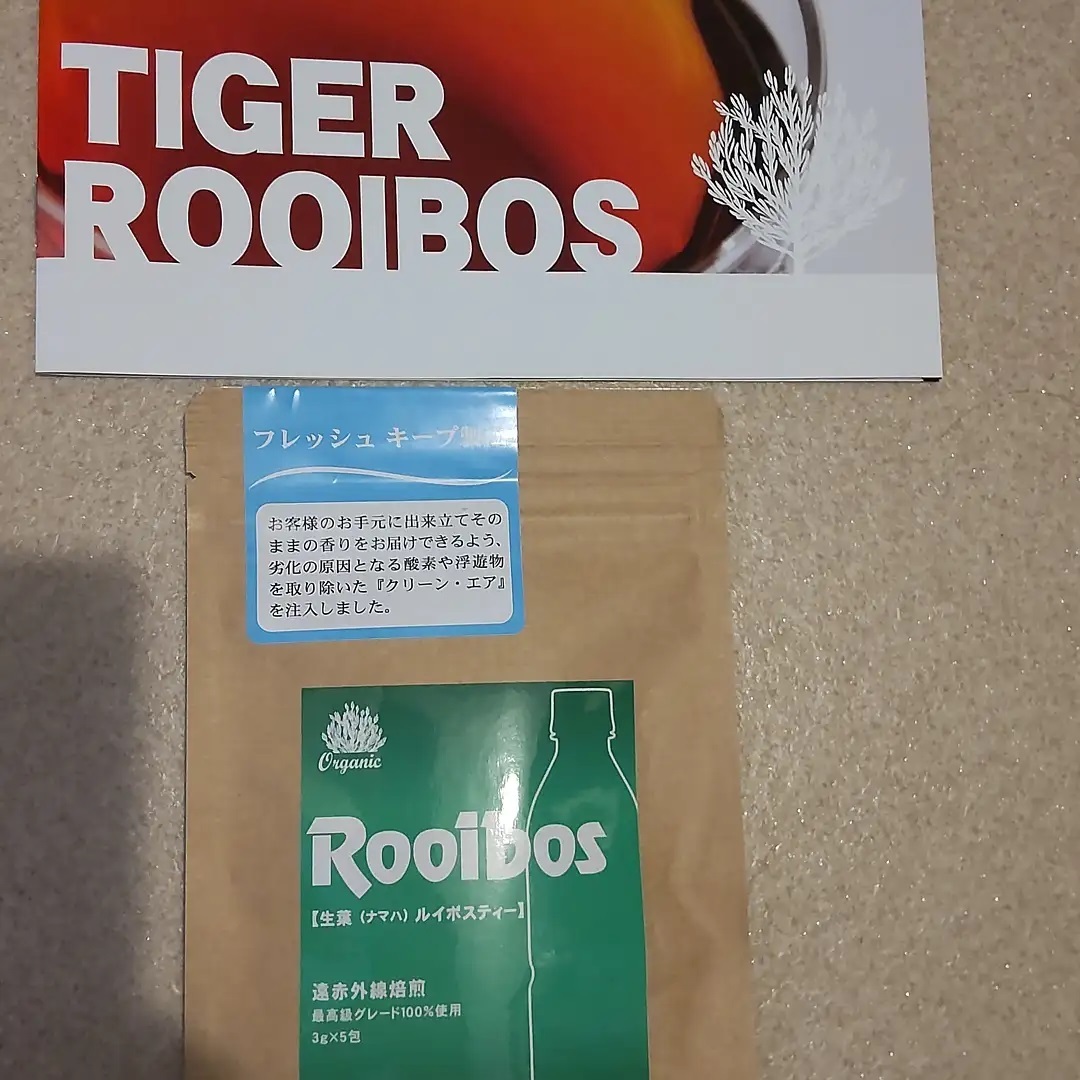 TIGER
ROOIBOS
フレッシュ キープ
お客様のお手元に出来立てその
ままの香りをお届けできるよう、
劣化の原因となる酸素や浮遊物
を取り除いた『クリーン・エア』
を注入しました。
Organic
Rooibos
【生葉（ナマハ）ルイボスティー】
遠赤外線焙煎
最高級グレード100%使用
3g×5包